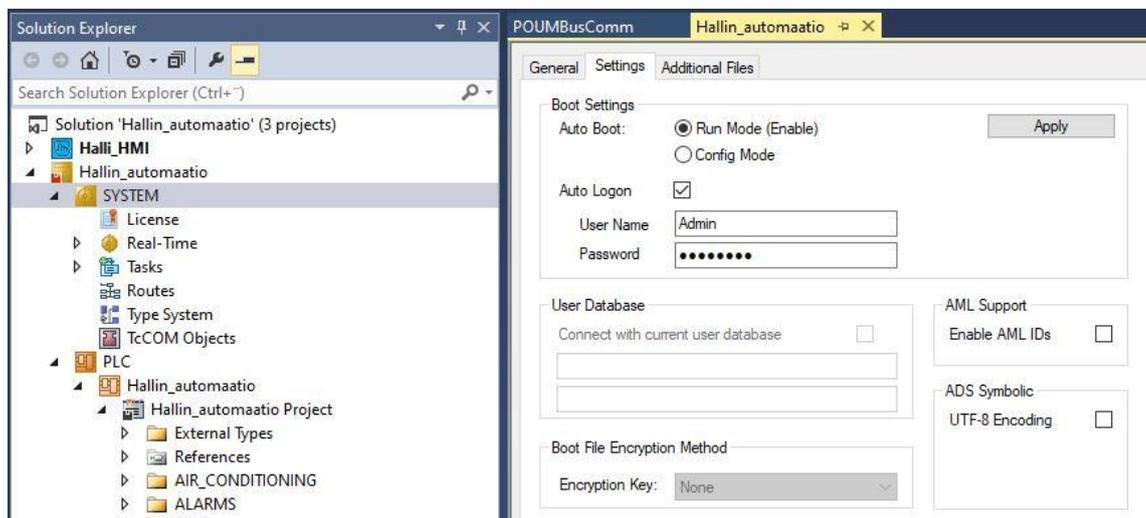 Solution Explorer
Search Solution Explorer (Ctrl+¨)
Solution 'Hallin_automaatio' (3 projects)
Halli_HMI
Hallin_automaatio
SYSTEM
License
Real-Time
Tasks
Routes
Type System
TcCOM Objects
PLC
Hallin_automaatio
Hallin_automaatio Project
External Types
References
AIR_CONDITIONING
ALARMS
POUMBusComm Hallin_automaatio
General Settings Additional Files
Boot Settings
Auto Boot: Run Mode (Enable) Apply
Config Mode
Auto Logon
User Name Admin
Password ••••••••
User Database
Connect with current user database
AML Support
Enable AML IDs
ADS Symbolic
UTF-8 Encoding
Boot File Encryption Method
Encryption Key: None